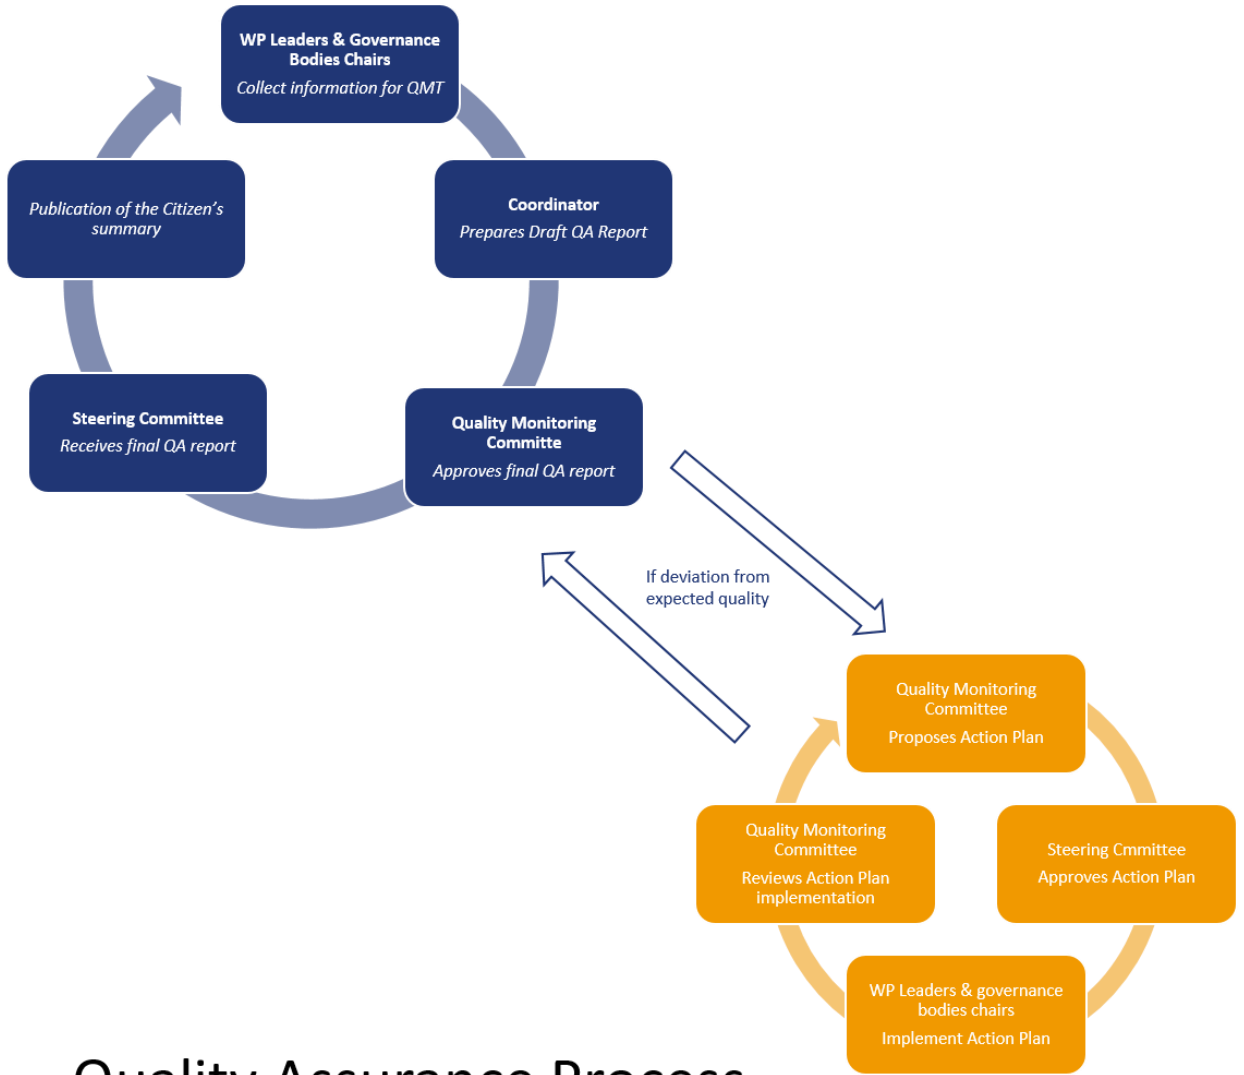 WP Leaders & Governance
Bodies Chairs
Collect information for QMT
Coordinator
Prepares Draft QA Report
Quality Monitoring
Committe
Approves final QA report
Steering Committee
Receives final QA report
Publication of the Citizen’s
summary
If deviation from
expected quality
Quality Monitoring
Committee
Proposes Action Plan
Steering Cmmittee
Approves Action Plan
WP Leaders & governance
bodies chairs
Implement Action Plan
Quality Monitoring
Committee
Reviews Action Plan
implementation
Quality Assurance Process